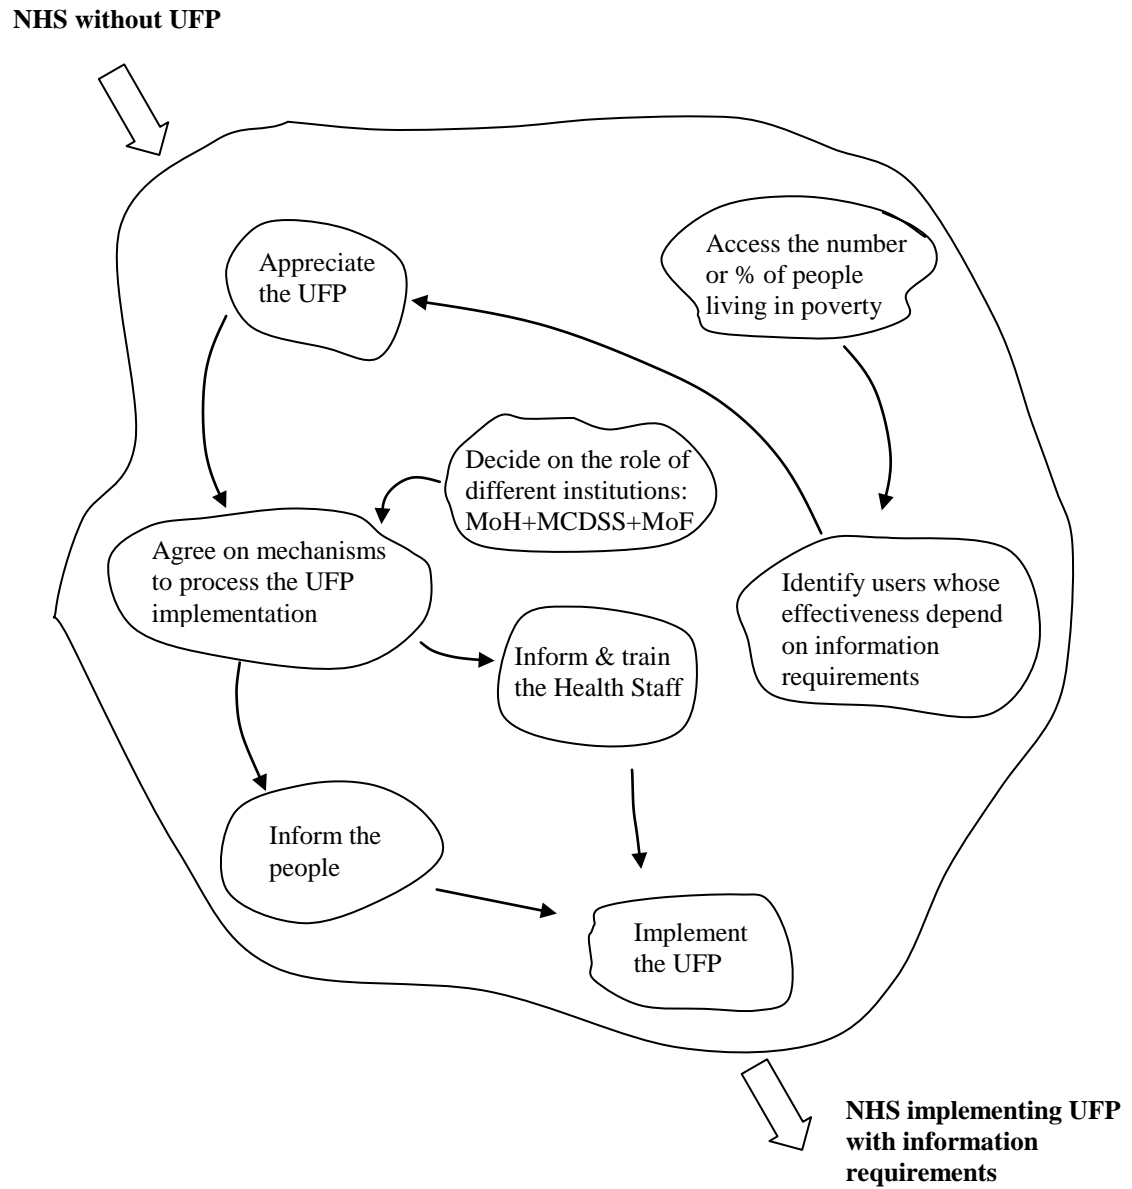 NHS without UFP
Appreciate
the UFP
Access the number
or % of people
living in poverty
Decide on the role of
different institutions:
MoH+MCDSS+MoF
Agree on mechanisms
to process the UFP
implementation
Identify users whose
effectiveness depend
on information
requirements
Inform & train
the Health Staff
Inform the
people
Implement
the UFP
NHS implementing UFP
with information
requirements